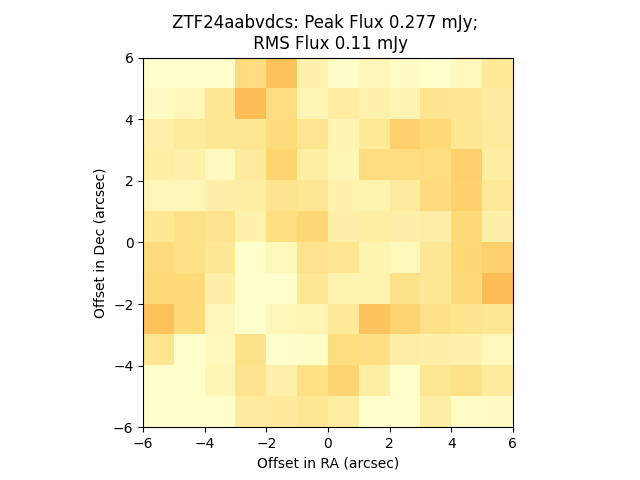 ZTF24aabvdcs: Peak Flux 0.277 mJy;
RMS Flux 0.11 mJy
6
4
2
0
−2
−4
−6
Offset in Dec (arcsec)
−6 −4 −2 0 2 4 6
Offset in RA (arcsec)